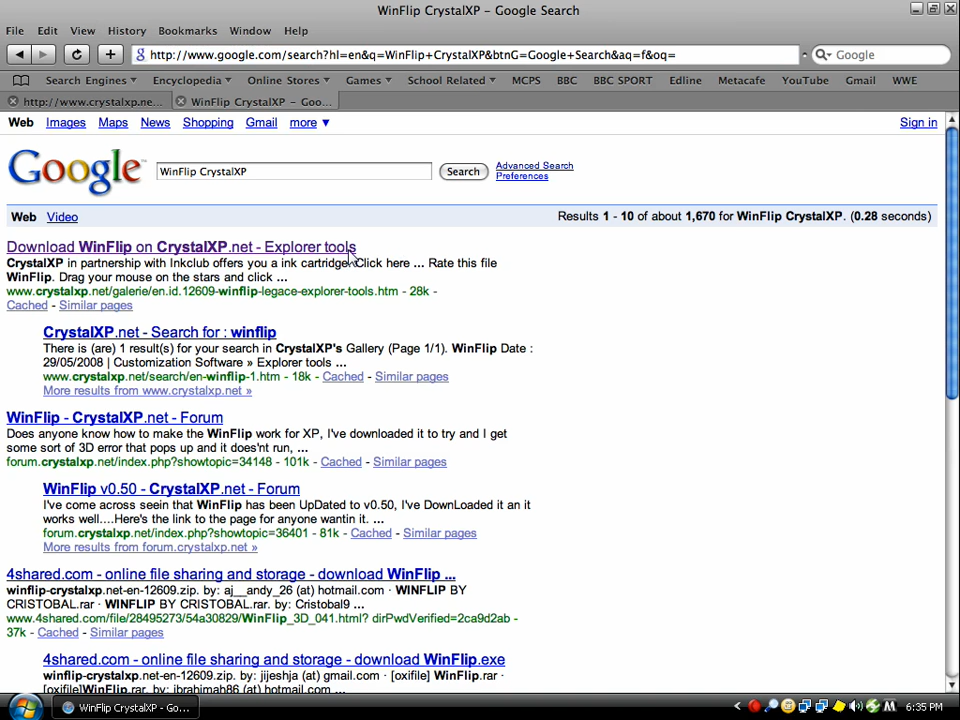 WinFlip CrystalXP - Google Search
File Edit View History Bookmarks Window Help
http://www.google.com/search?hl=en&q=WinFlip+CrystalXP&btnG=Google+Search&aq=f&oq= Google
Search Engines Encyclopedia Online Stores Games School Related MCPS BBC BBC SPORT Edline Metacafe YouTube Gmail WWE
http://www.crystalxp.ne... WinFlip CrystalXP - Goo...
Web Images Maps News Shopping Gmail more ▼ Sign in
Google WinFlip CrystalXP Search Advanced Search
Preferences
Web Video Results 1 - 10 of about 1,670 for WinFlip CrystalXP. (0.28 seconds)
Download WinFlip on CrystalXP.net - Explorer tools
CrystalXP in partnership with Inkclub offers you a ink cartridge. Click here ... Rate this file
WinFlip. Drag your mouse on the stars and click ...
www.crystalxp.net/galerie/en.id.12609-winflip-legace-explorer-tools.htm - 28k -
Cached - Similar pages
CrystalXP.net - Search for : winflip
There is (are) 1 result(s) for your search in CrystalXP's Gallery (Page 1/1). WinFlip Date :
29/05/2008 | Customization Software » Explorer tools ...
www.crystalxp.net/search/en-winflip-1.htm - 18k - Cached - Similar pages
More results from www.crystalxp.net »
WinFlip - CrystalXP.net - Forum
Does anyone know how to make the WinFlip work for XP, I've downloaded it to try and I get
some sort of 3D error that pops up and it does'nt run, ...
forum.crystalxp.net/index.php?showtopic=34148 - 101k - Cached - Similar pages
WinFlip v0.50 - CrystalXP.net - Forum
I've come across seein that WinFlip has been UpDated to v0.50, I've DownLoaded it an it
works well....Here's the link to the page for anyone wantin it. ...
forum.crystalxp.net/index.php?showtopic=36401 - 81k - Cached - Similar pages
More results from forum.crystalxp.net »
4shared.com - online file sharing and storage - download WinFlip ...
winflip-crystalxp.net-en-12609.zip. by: aj__andy_26 (at) hotmail.com · WINFLIP BY
CRISTOBAL.rar · WINFLIP BY CRISTOBAL.rar. by: Cristobal9 ...
www.4shared.com/file/28495273/54a30829/WinFlip_3D_041.html? dirPwdVerified=2ca9d2ab -
37k - Cached - Similar pages
4shared.com - online file sharing and storage - download WinFlip.exe
winflip-crystalxp.net-en-12609.zip. by: jijeshja (at) gmail.com · [oxifile] Winflip.rar ·
[oxifile]WinFlip.rar. by: ibrahimah86 (at) hotmail.com ...
WinFlip CrystalXP - Go... 6:35 PM